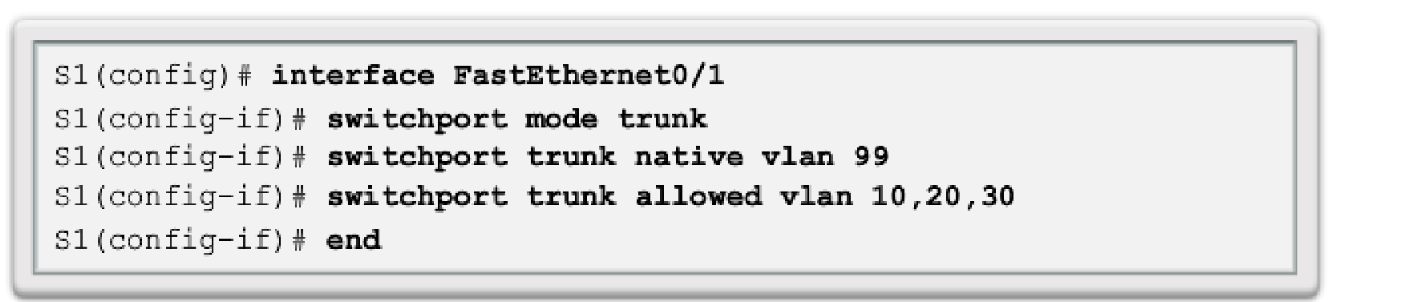 S1(config)# interface FastEthernet0/1
S1(config-if)# switchport mode trunk
S1(config-if)# switchport trunk native vlan 99
S1(config-if)# switchport trunk allowed vlan 10,20,30
S1(config-if)# end